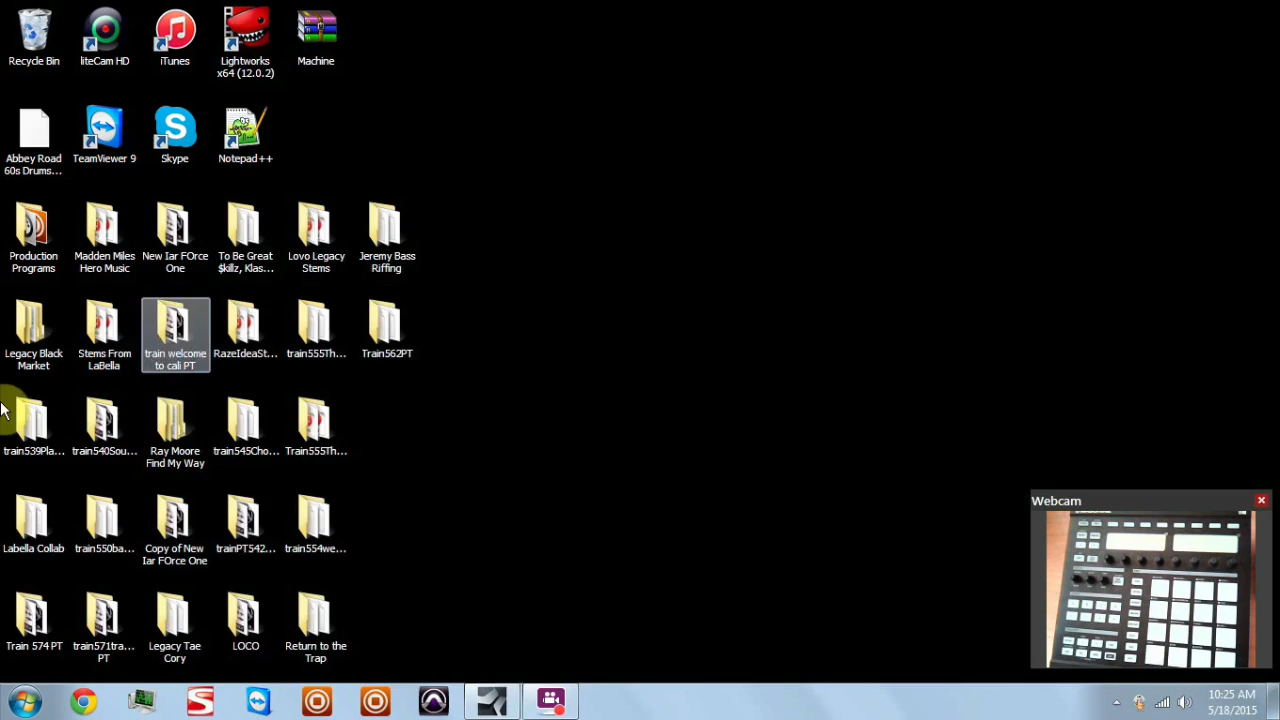 Recycle Bin
liteCam HD
iTunes
Lightworks
x64 (12.0.2)
Machine
Abbey Road
60s Drums...
TeamViewer 9
Skype
Notepad++
Production
Programs
Madden Miles
Hero Music
New Iar FOrce
One
To Be Great
$killz, Klas...
Lovo Legacy
Stems
Jeremy Bass
Riffing
Legacy Black
Market
Stems From
LaBella
train welcome
to cali PT
RazeIdeaSt...
train555Th...
Train562PT
train539Pla...
train540Sou...
Ray Moore
Find My Way
train545Cho...
Train555Th...
Labella Collab
train550ba...
Copy of New
Iar FOrce One
trainPT542...
train554we...
Train 574 PT
train571tra...
PT
Legacy Tae
Cory
LOCO
Return to the
Trap
Webcam
10:25 AM
5/18/2015